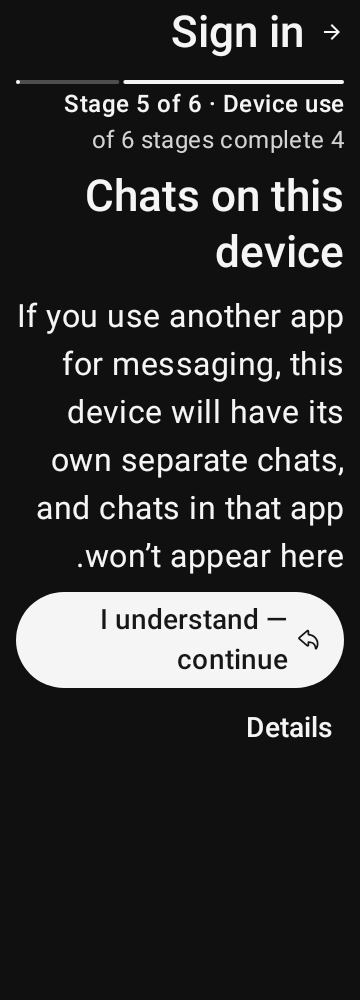 Sign in
Stage 5 of 6 · Device use
of 6 stages complete 4
Chats on this
device
If you use another app
for messaging, this
device will have its
own separate chats,
and chats in that app
.won’t appear here
I understand –
continue
Details